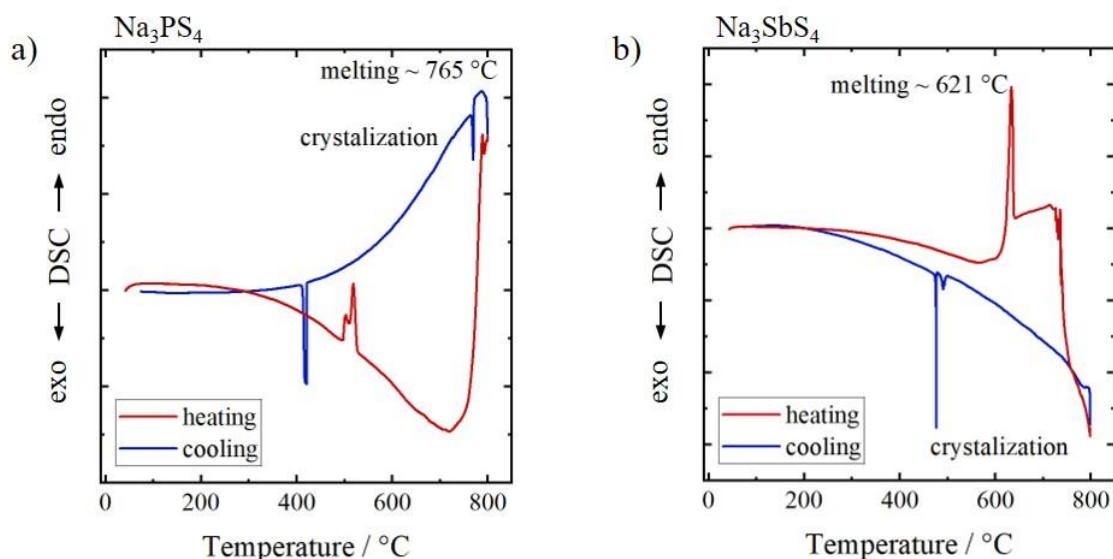 a)
Na₃PS₄
melting ~ 765 °C
crystalization
exo ← DSC → endo
heating
cooling
0 200 400 600 800
Temperature / °C
b)
Na₃SbS₄
melting ~ 621 °C
exo ← DSC → endo
heating
cooling
crystalization
0 200 400 600 800
Temperature / °C